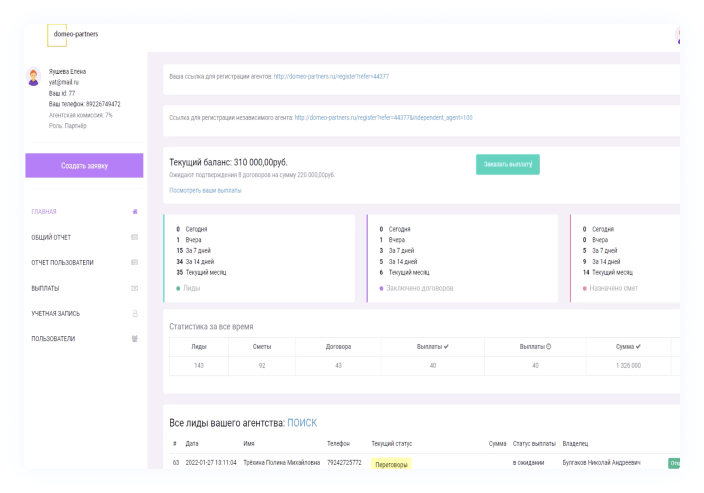 domeo-partners
Яушева Елена
yat@mail.ru
Ваш id: 77
Ваш телефон: 89226749472
Агентская комиссия: 7%
Роль: Партнёр
Создать заявку
ГЛАВНАЯ
ОБЩИЙ ОТЧЕТ
ОТЧЕТ ПОЛЬЗОВАТЕЛИ
ВЫПЛАТЫ
УЧЕТНАЯ ЗАПИСЬ
ПОЛЬЗОВАТЕЛИ
Ваша ссылка для регистрации агентов: http://domeo-partners.ru/register?refer=44377
Ссылка для регистрации независимого агента: http://domeo-partners.ru/register?refer=44377&independent_agent=100
Текущий баланс: 310 000,00руб.
Ожидают подтверждения 8 договоров на сумму 220 000,00руб.
Посмотреть ваши выплаты
Заказать выплату!
0 Сегодня
1 Вчера
15 За 7 дней
34 За 14 дней
35 Текущий месяц
Лиды
0 Сегодня
1 Вчера
3 За 7 дней
5 За 14 дней
6 Текущий месяц
Заключено договоров
0 Сегодня
0 Вчера
5 За 7 дней
9 За 14 дней
14 Текущий месяц
Назначено смет
Статистика за все время
Лиды Сметы Договора Выплаты ✔ Выплаты Сумма ✔
143 92 43 40 40 1 326 000
Все лиды вашего агентства: ПОИСК
# Дата Имя Телефон Текущий статус Сумма Статус выплаты Владелец
63 2022-01-27 13:11:04 Трёхина Полина Михайловна 79242725772 Переговоры в ожидании Булгаков Николай Андреевич